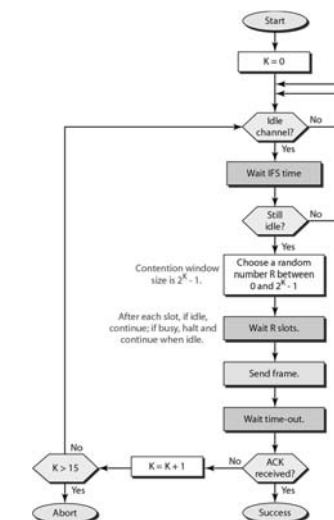 Start
K = 0
Idle
channel?
No
Yes
Wait IFS time
Still
idle?
No
Yes
Contention window
size is 2^K - 1.
Choose a random
number R between
0 and 2^K - 1
After each slot, if idle,
continue; if busy, halt and
continue when idle.
Wait R slots.
Send frame.
Wait time-out.
No
K > 15
K = K + 1
No
ACK
received?
Yes
Yes
Abort
Success